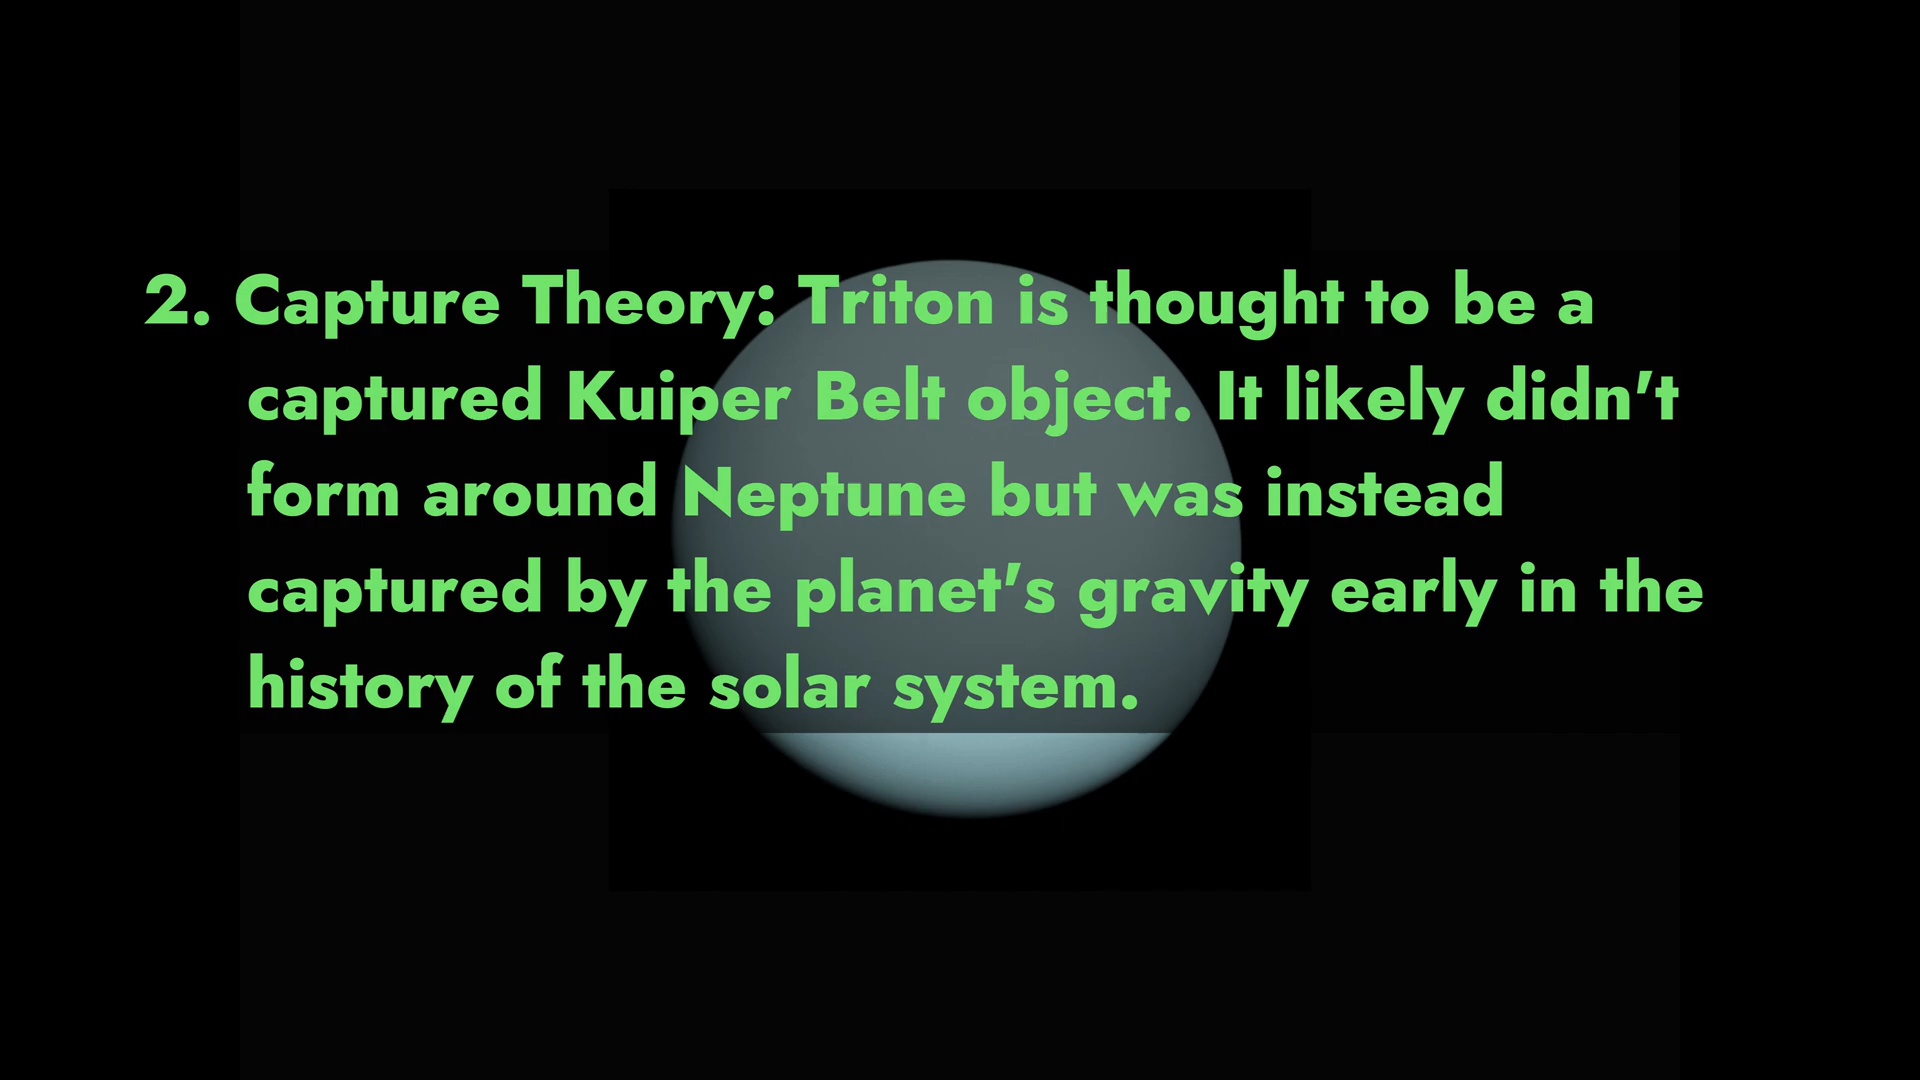 2. Capture Theory: Triton is thought to be a
captured Kuiper Belt object. It likely didn't
form around Neptune but was instead
captured by the planet's gravity early in the
history of the solar system.